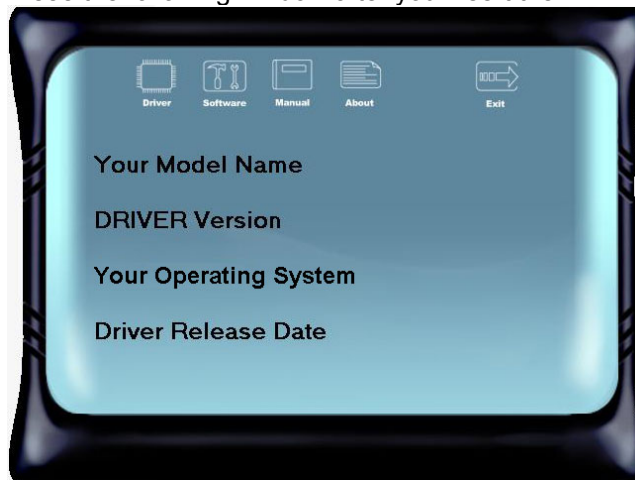 Driver Software Manual About Exit
Your Model Name
DRIVER Version
Your Operating System
Driver Release Date